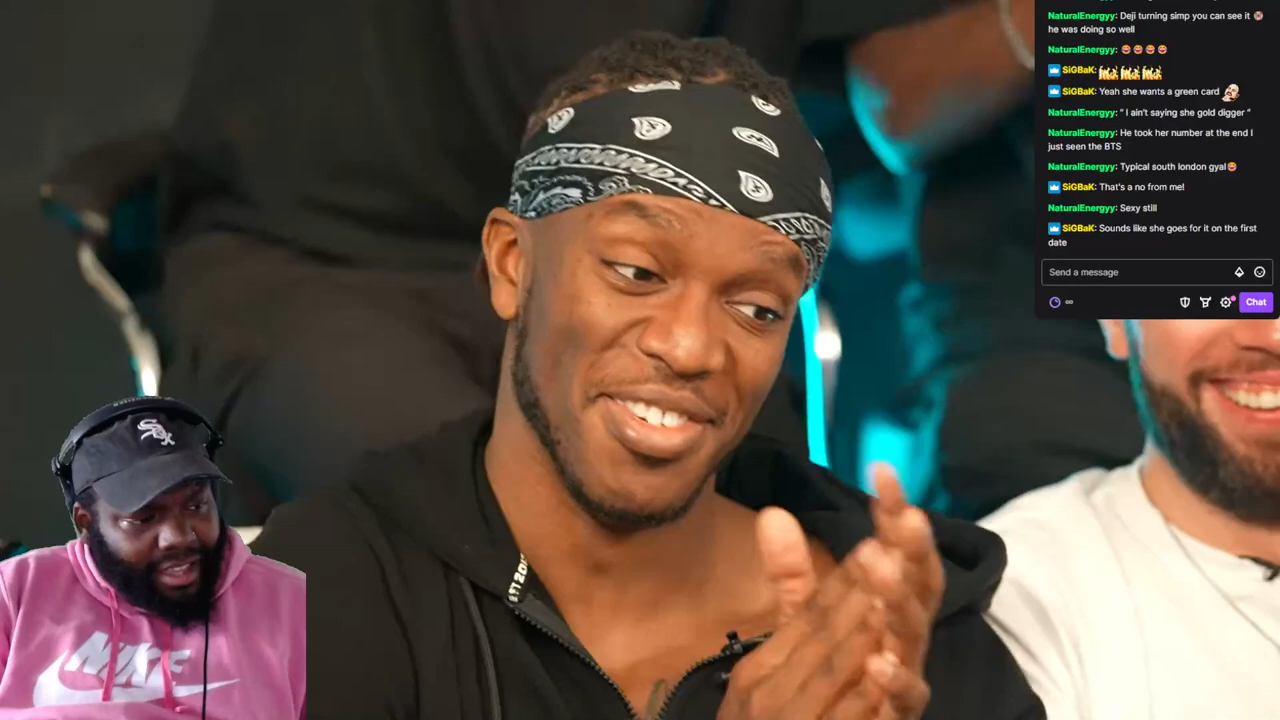 NaturalEnergyy: Deji turning simp you can see it
he was doing so well
NaturalEnergyy:
SiGBaK:
SiGBaK: Yeah she wants a green card
NaturalEnergyy: " I ain't saying she gold digger "
NaturalEnergyy: He took her number at the end I
just seen the BTS
NaturalEnergyy: Typical south london gyal
SiGBaK: That's a no from me!
NaturalEnergyy: Sexy still
SiGBaK: Sounds like she goes for it on the first
date
Send a message
Chat
Sox
NIKE